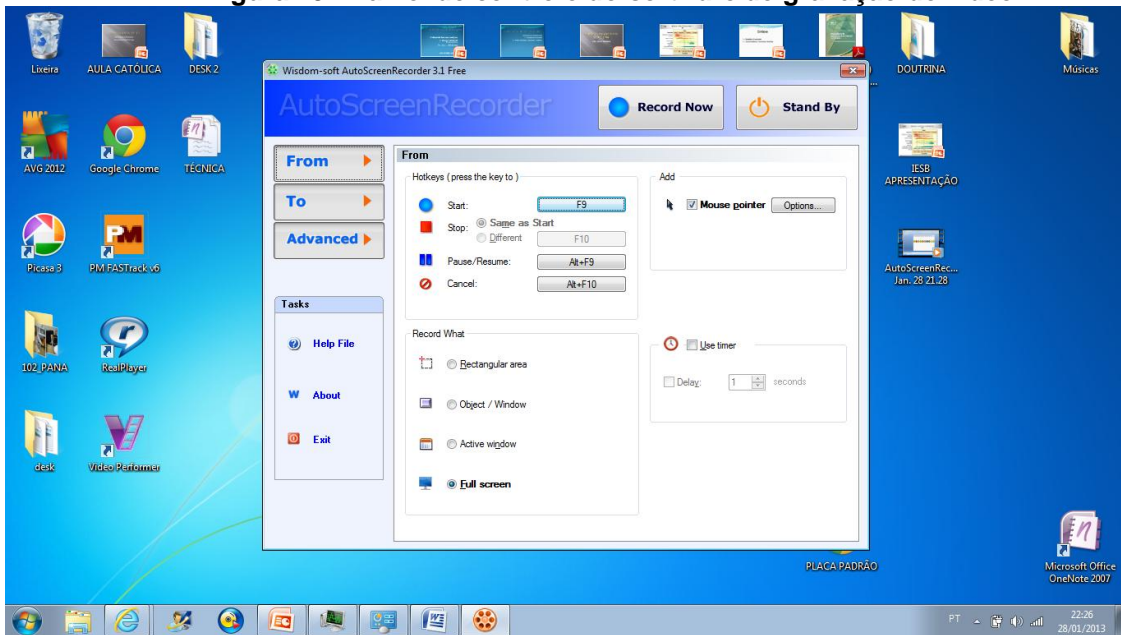 Lixeira
AULA CATÓLICA
DESK 2
DOUTRINA
Músicas
Wisdom-soft AutoScreenRecorder 3.1 Free
AutoScreenRecorder
Record Now
Stand By
AVG 2012
Google Chrome
TÉCNICA
From
To
Advanced
From
Hotkeys ( press the key to )
Start:
F9
Stop:
Same as Start
Different
F10
Pause/Resume:
Alt+F9
Cancel:
Alt+F10
Add
Mouse pointer
Options...
IESB
APRESENTAÇÃO
Picasa 3
PM FASTrack v6
AutoScreenRec...
Jan. 28 21.28
Tasks
Help File
About
Exit
Record What
Rectangular area
Object / Window
Active window
Full screen
Use timer
Delay:
1
seconds
102_PANA
RealPlayer
desk
Video Performer
PLACA PADRÃO
Microsoft Office
OneNote 2007
PT
22:26
28/01/2013